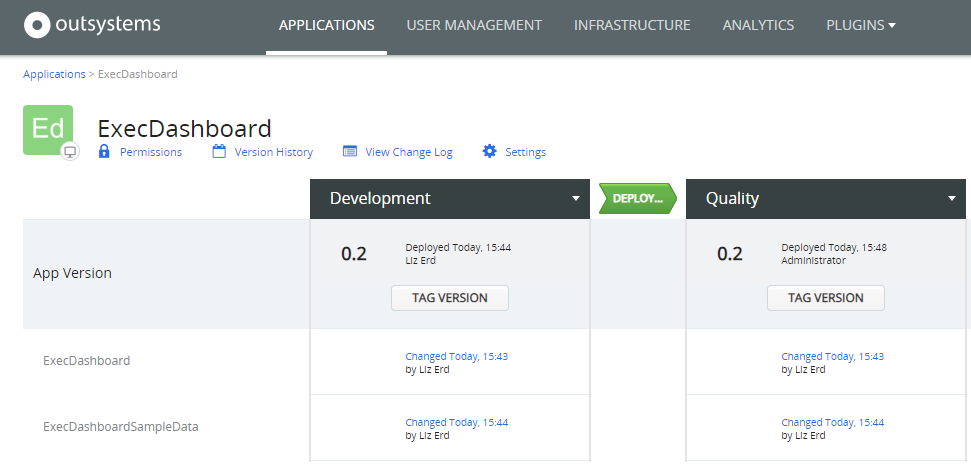 outsystems APPLICATIONS USER MANAGEMENT INFRASTRUCTURE ANALYTICS PLUGINS
Applications > ExecDashboard
Ed ExecDashboard
Permissions Version History View Change Log Settings
Development DEPLOY... Quality
App Version
0.2 Deployed Today, 15:44
Liz Erd
TAG VERSION
0.2 Deployed Today, 15:48
Administrator
TAG VERSION
ExecDashboard
Changed Today, 15:43
by Liz Erd
Changed Today, 15:43
by Liz Erd
ExecDashboardSampleData
Changed Today, 15:44
by Liz Erd
Changed Today, 15:44
by Liz Erd